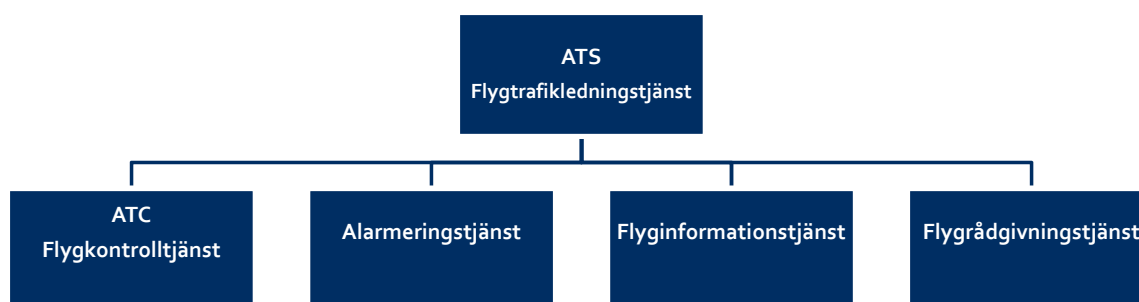 ATS
Flygtrafikledningstjänst
ATC
Flygkontrolltjänst
Alarmeringstjänst
Flyginformationstjänst
Flygrådgivningstjänst